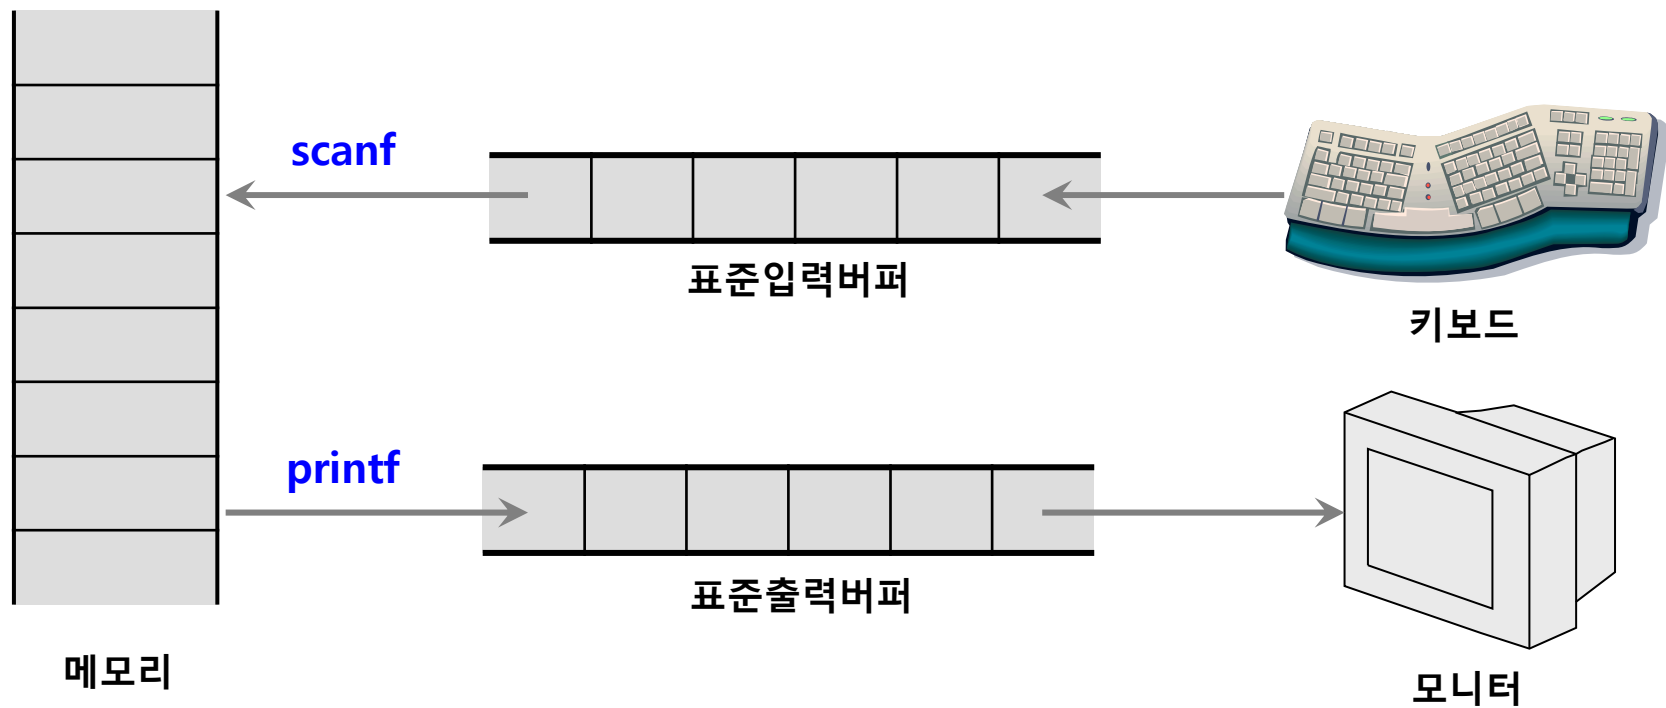 scanf
표준입력버퍼
키보드
printf
표준출력버퍼
메모리
모니터